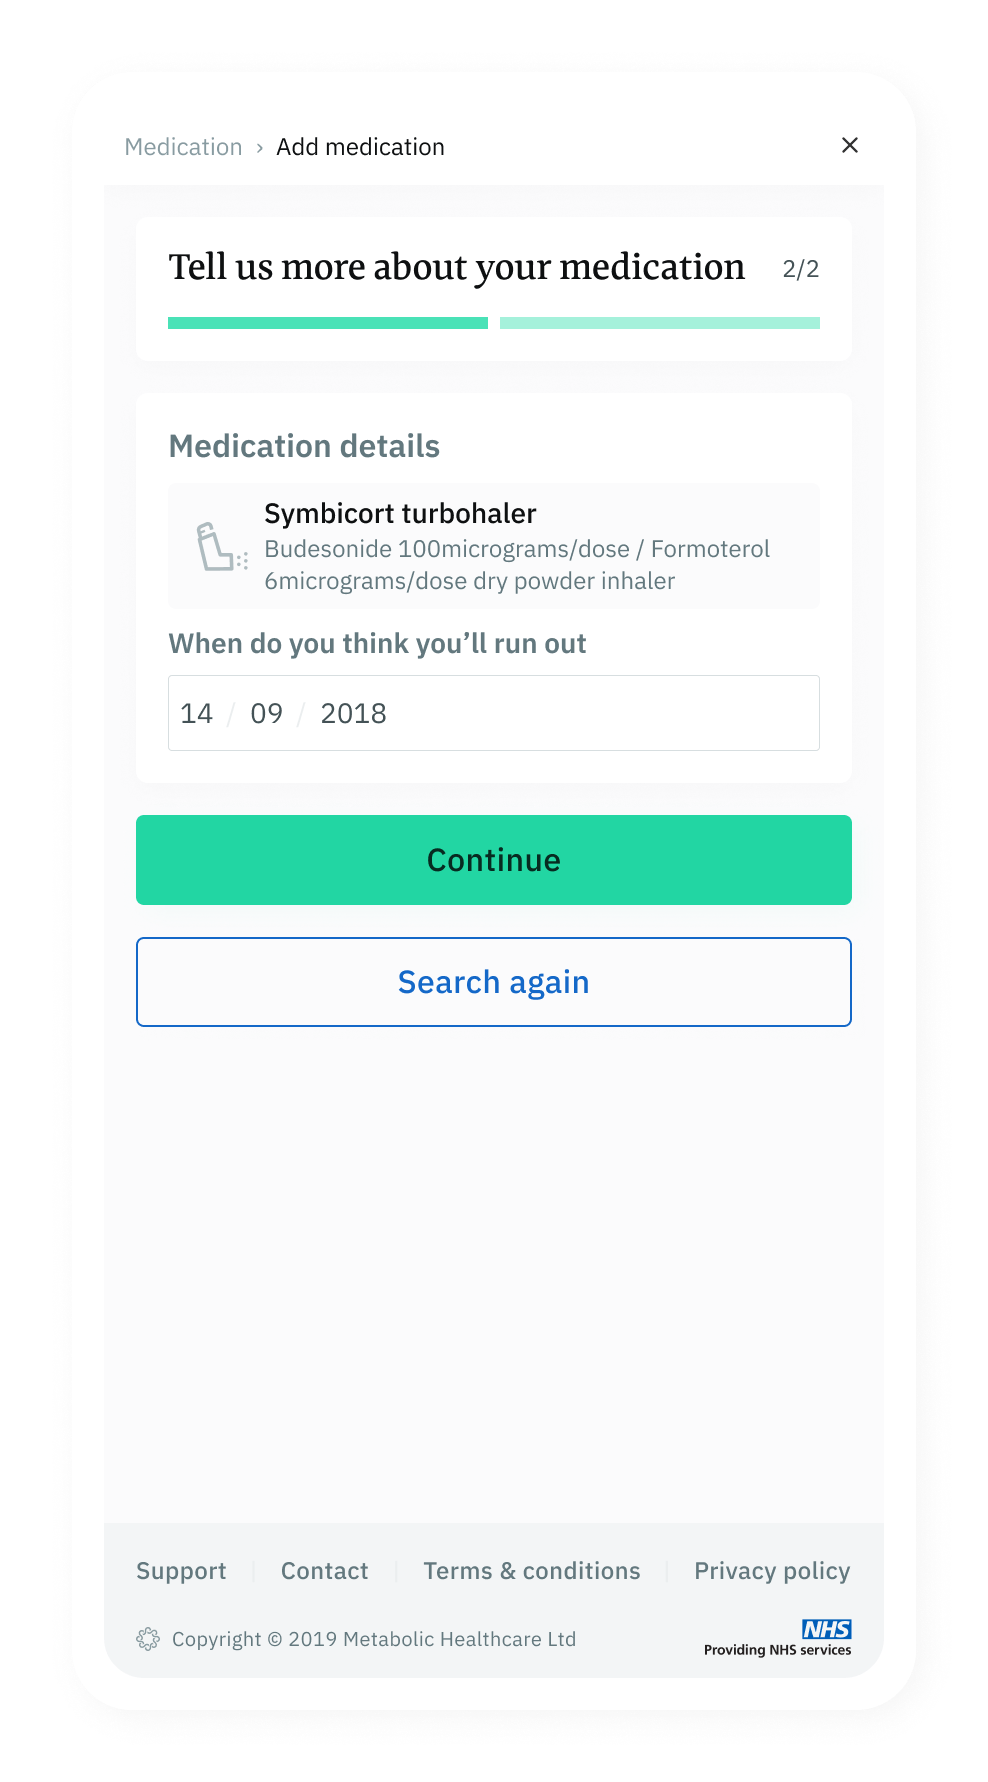 Medication › Add medication ×
Tell us more about your medication 2/2
Medication details
Symbicort turbohaler
Budesonide 100micrograms/dose / Formoterol
6micrograms/dose dry powder inhaler
When do you think you’ll run out
14 / 09 / 2018
Continue
Search again
Support Contact Terms & conditions Privacy policy
NHS
Copyright © 2019 Metabolic Healthcare Ltd
Providing NHS services